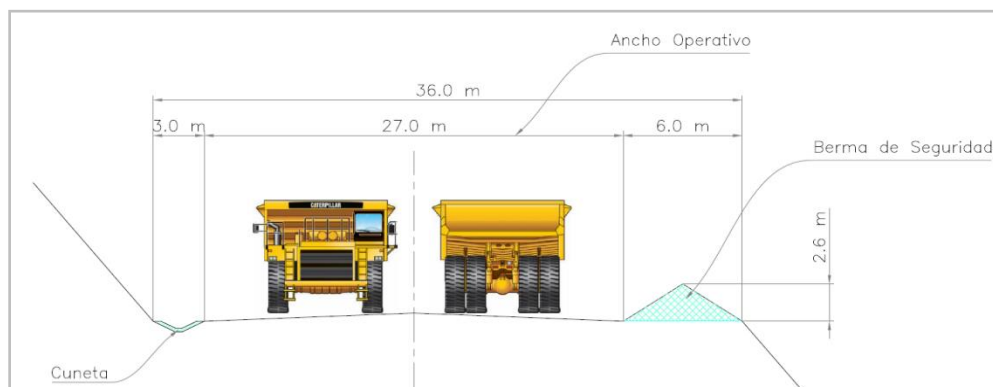 Ancho Operativo
36.0 m
3.0 m
27.0 m
6.0 m
Berma de Seguridad
CATERPILLAR
2.6 m
Cuneta